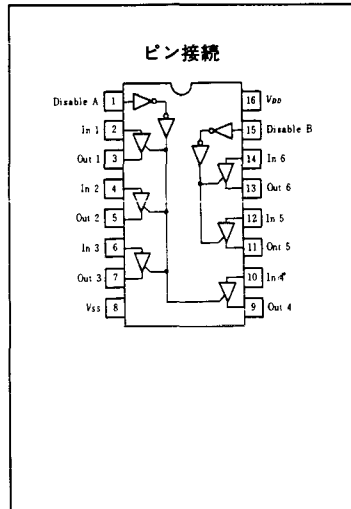 ピン接続
Disable A 1 16 VDD
In 1 2 15 Disable B
Out 1 3 14 In 6
In 2 4 13 Out 6
Out 2 5 12 In 5
In 3 6 11 Ont 5
Out 3 7 10 In 4
Vss 8 9 Out 4